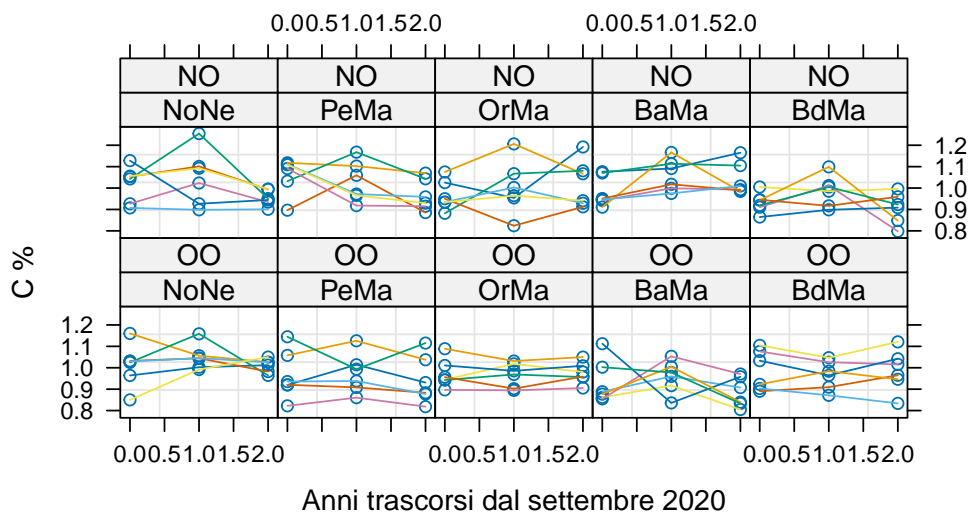 0.00.51.01.52.0 0.00.51.01.52.0
NO NO NO NO NO
NoNe PeMa OrMa BaMa BdMa
1.2
1.1
1.0
0.9
0.8
OO OO OO OO OO
NoNe PeMa OrMa BaMa BdMa
1.2
1.1
1.0
0.9
0.8
C %
0.00.51.01.52.0 0.00.51.01.52.0 0.00.51.01.52.0
Anni trascorsi dal settembre 2020